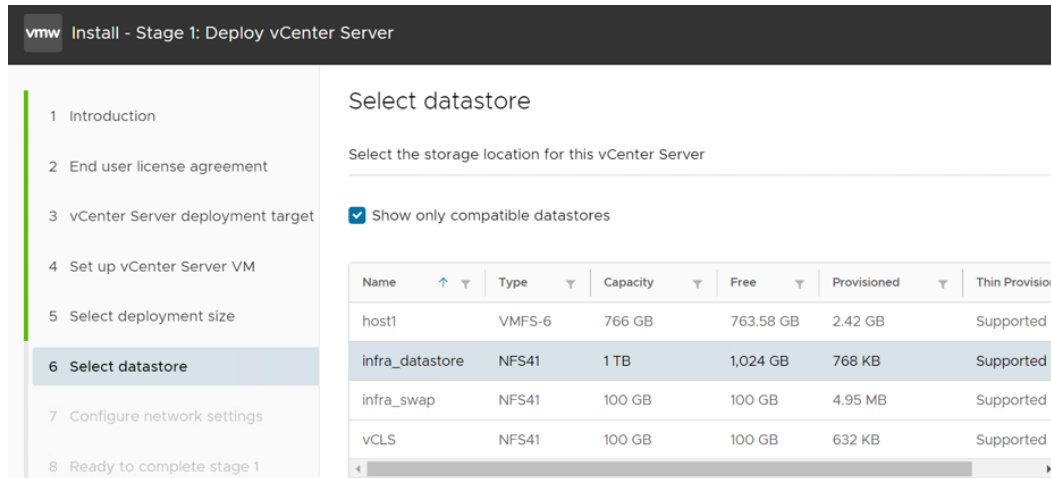 vmw Install - Stage 1: Deploy vCenter Server
1 Introduction
2 End user license agreement
3 vCenter Server deployment target
4 Set up vCenter Server VM
5 Select deployment size
6 Select datastore
7 Configure network settings
8 Ready to complete stage 1
Select datastore
Select the storage location for this vCenter Server
Show only compatible datastores
Name Type Capacity Free Provisioned Thin Provision
host1 VMFS-6 766 GB 763.58 GB 2.42 GB Supported
infra_datastore NFS41 1 TB 1,024 GB 768 KB Supported
infra_swap NFS41 100 GB 100 GB 4.95 MB Supported
vCLS NFS41 100 GB 100 GB 632 KB Supported